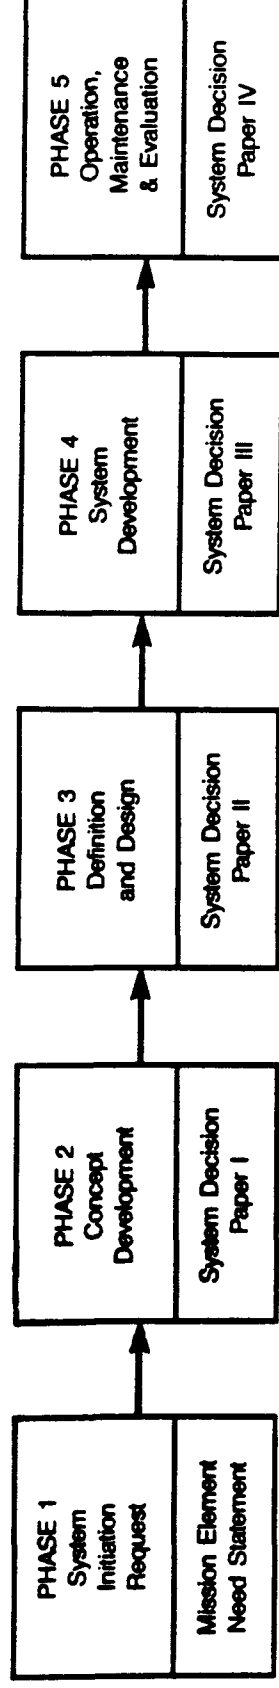 PHASE 1
System
Initiation
Request
Mission Element
Need Statement
PHASE 2
Concept
Development
System Decision
Paper I
PHASE 3
Definition
and Design
System Decision
Paper II
PHASE 4
System
Development
System Decision
Paper III
PHASE 5
Operation,
Maintenance
& Evaluation
System Decision
Paper IV